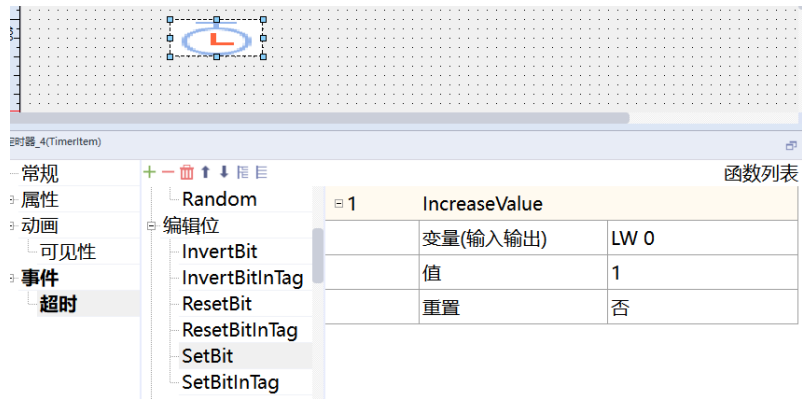 定时器_4(TimerItem)
常规
属性
动画
可见性
事件
超时
函数列表
Random
编辑位
InvertBit
InvertBitInTag
ResetBit
ResetBitInTag
SetBit
SetBitInTag
1 IncreaseValue
变量(输入输出) LW 0
值 1
重置 否